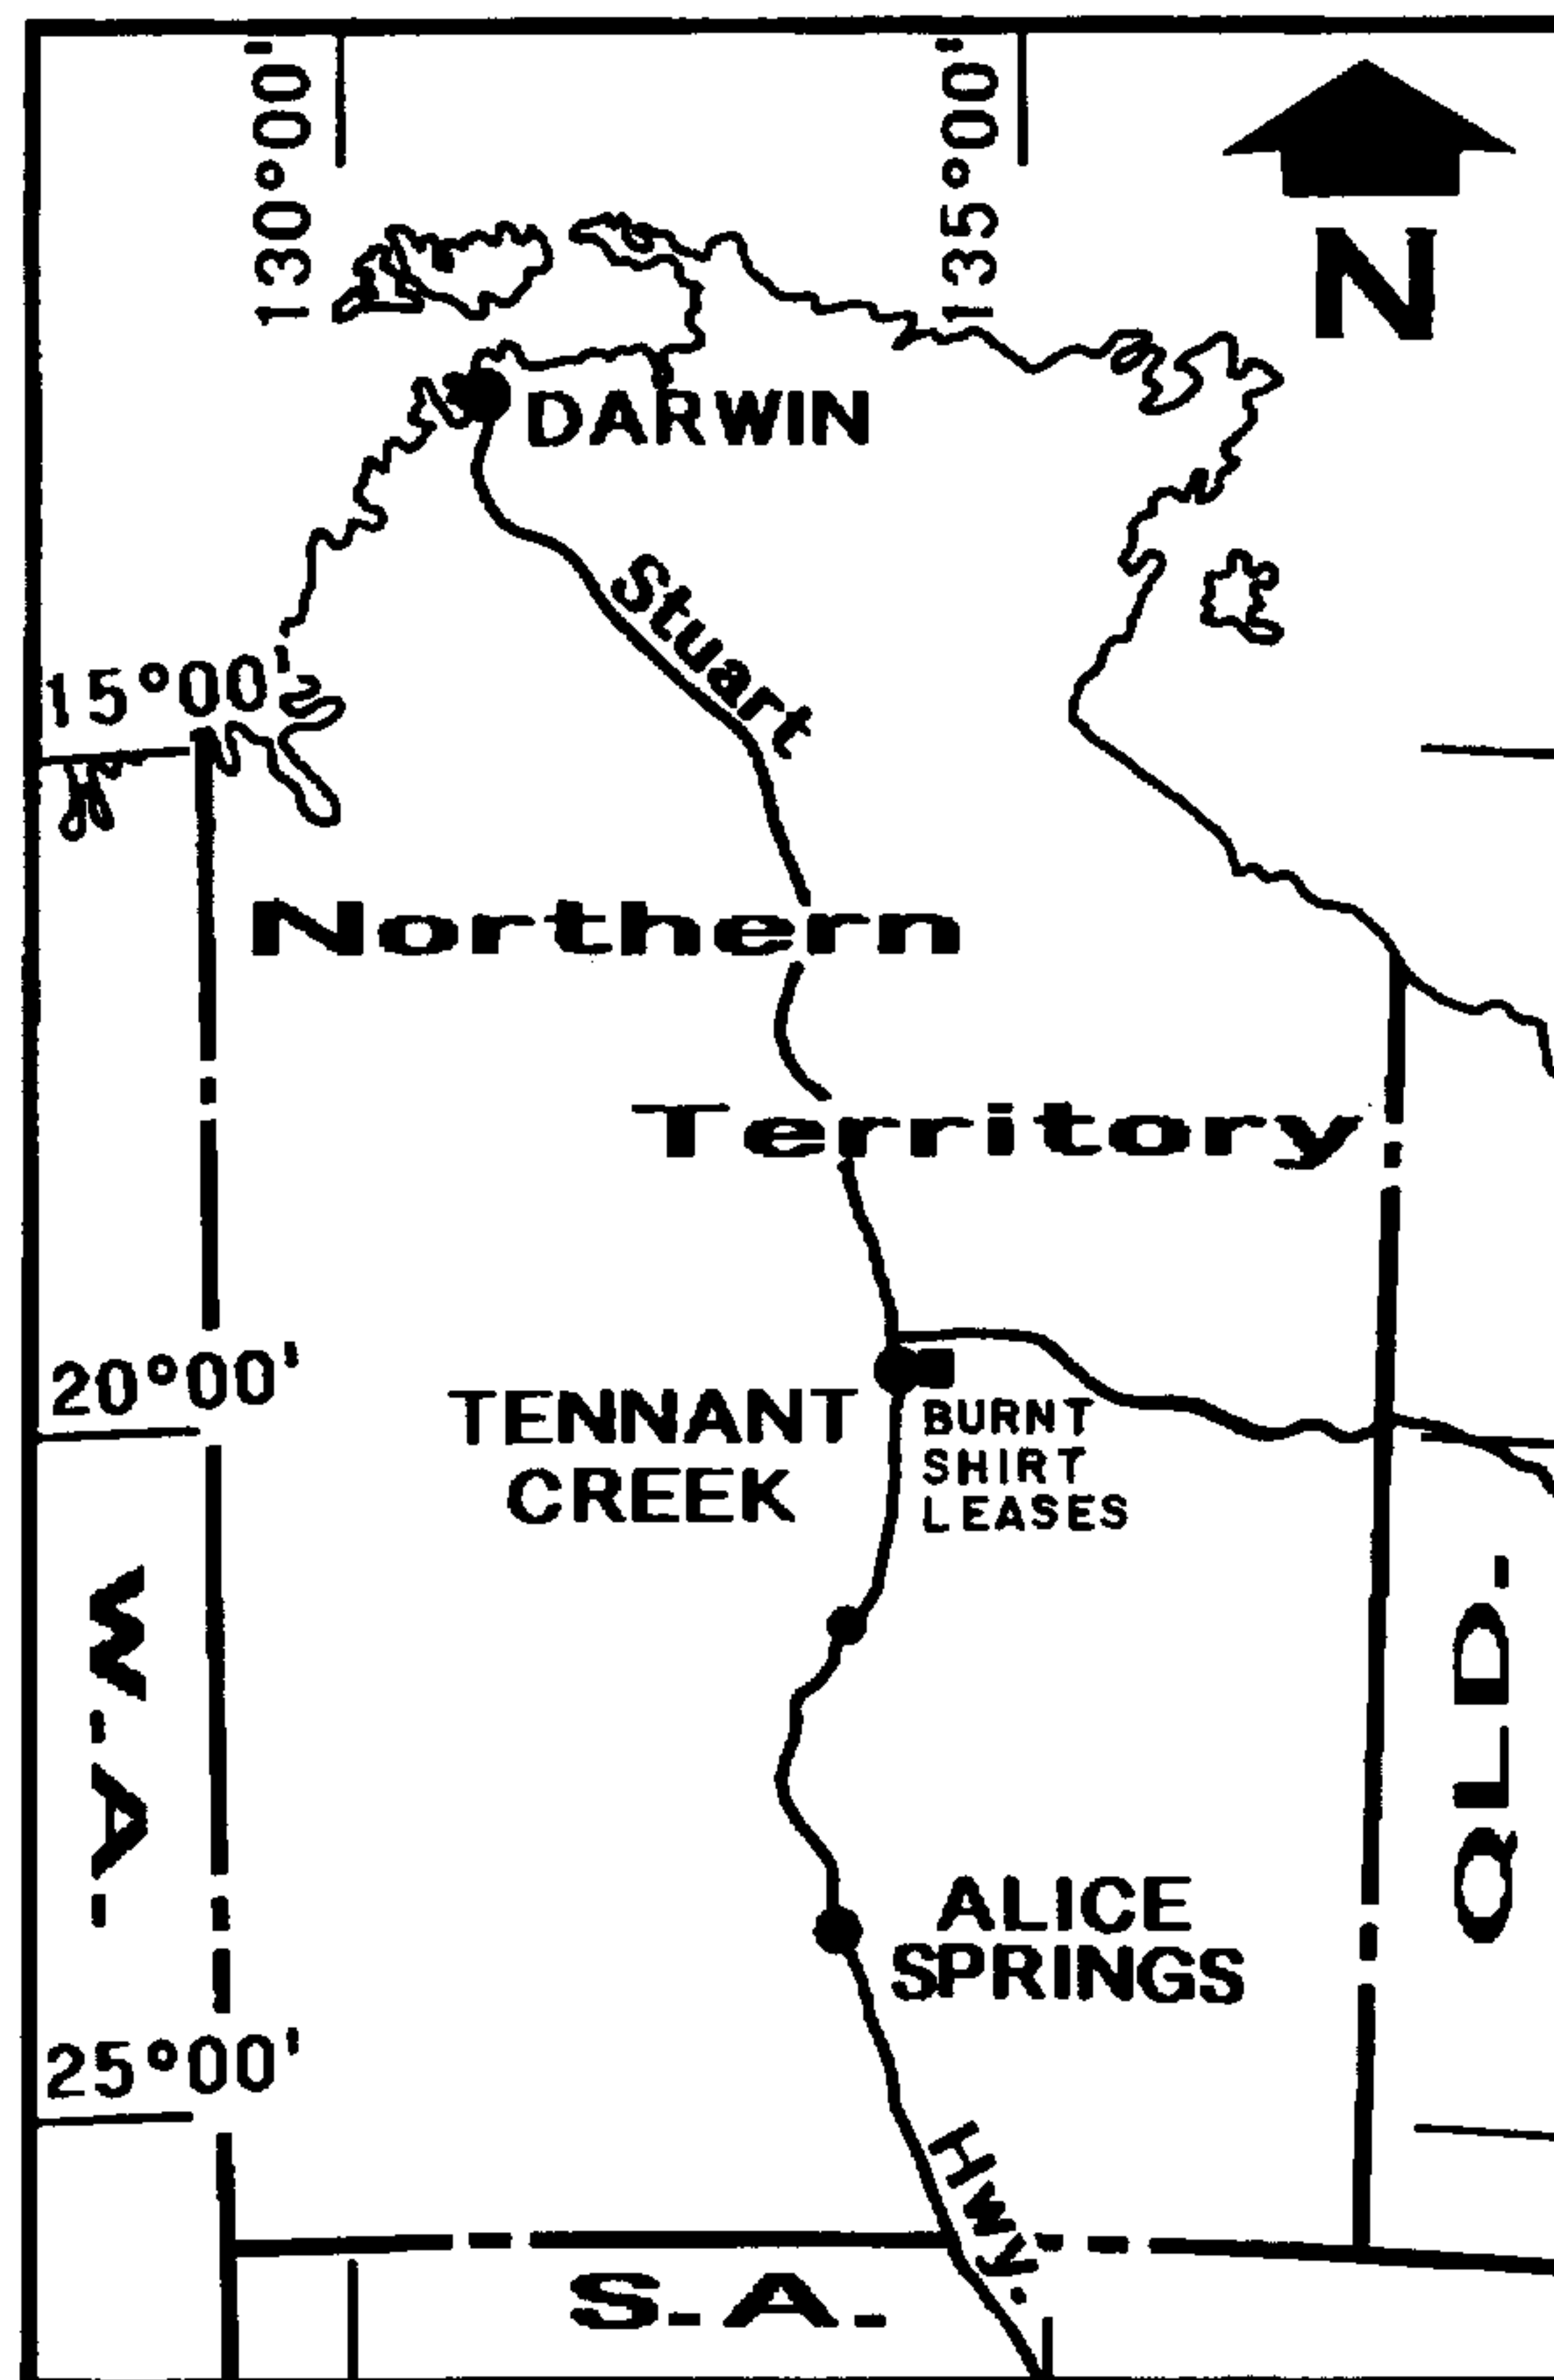 130°00'
135°00'
N
DARWIN
Stuart
15°00'
Northern
Territory
20°00'
TENNANT
CREEK
BURNT
SHIRT
LEASES
W.A.
QLD.
ALICE
SPRINGS
25°00'
Hwy.
S.A.